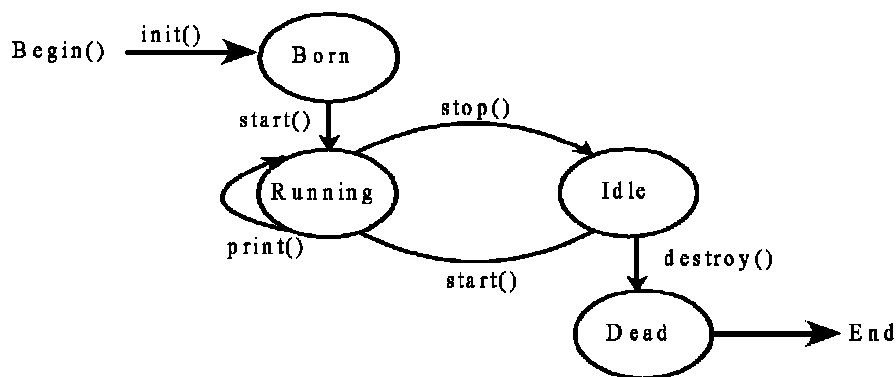 Begin()
init()
Born
start()
stop()
Running
Idle
print()
start()
destroy()
Dead
End